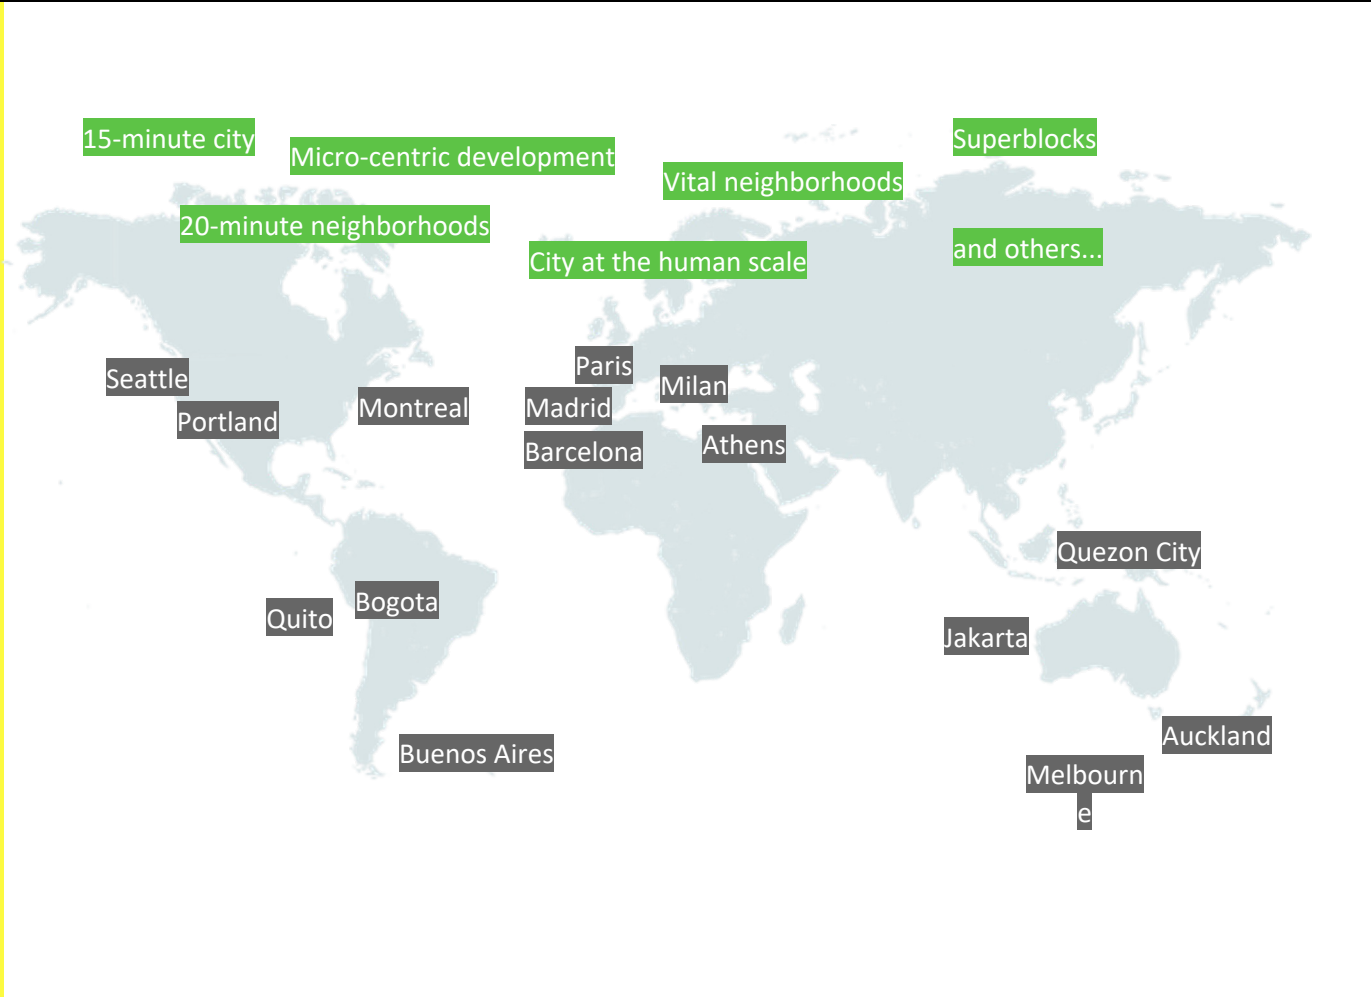 15-minute city
Micro-centric development
Superblocks
Vital neighborhoods
20-minute neighborhoods
City at the human scale
and others...
Seattle
Portland
Montreal
Paris
Milan
Madrid
Barcelona
Athens
Quezon City
Quito
Bogota
Jakarta
Buenos Aires
Auckland
Melbourn
e